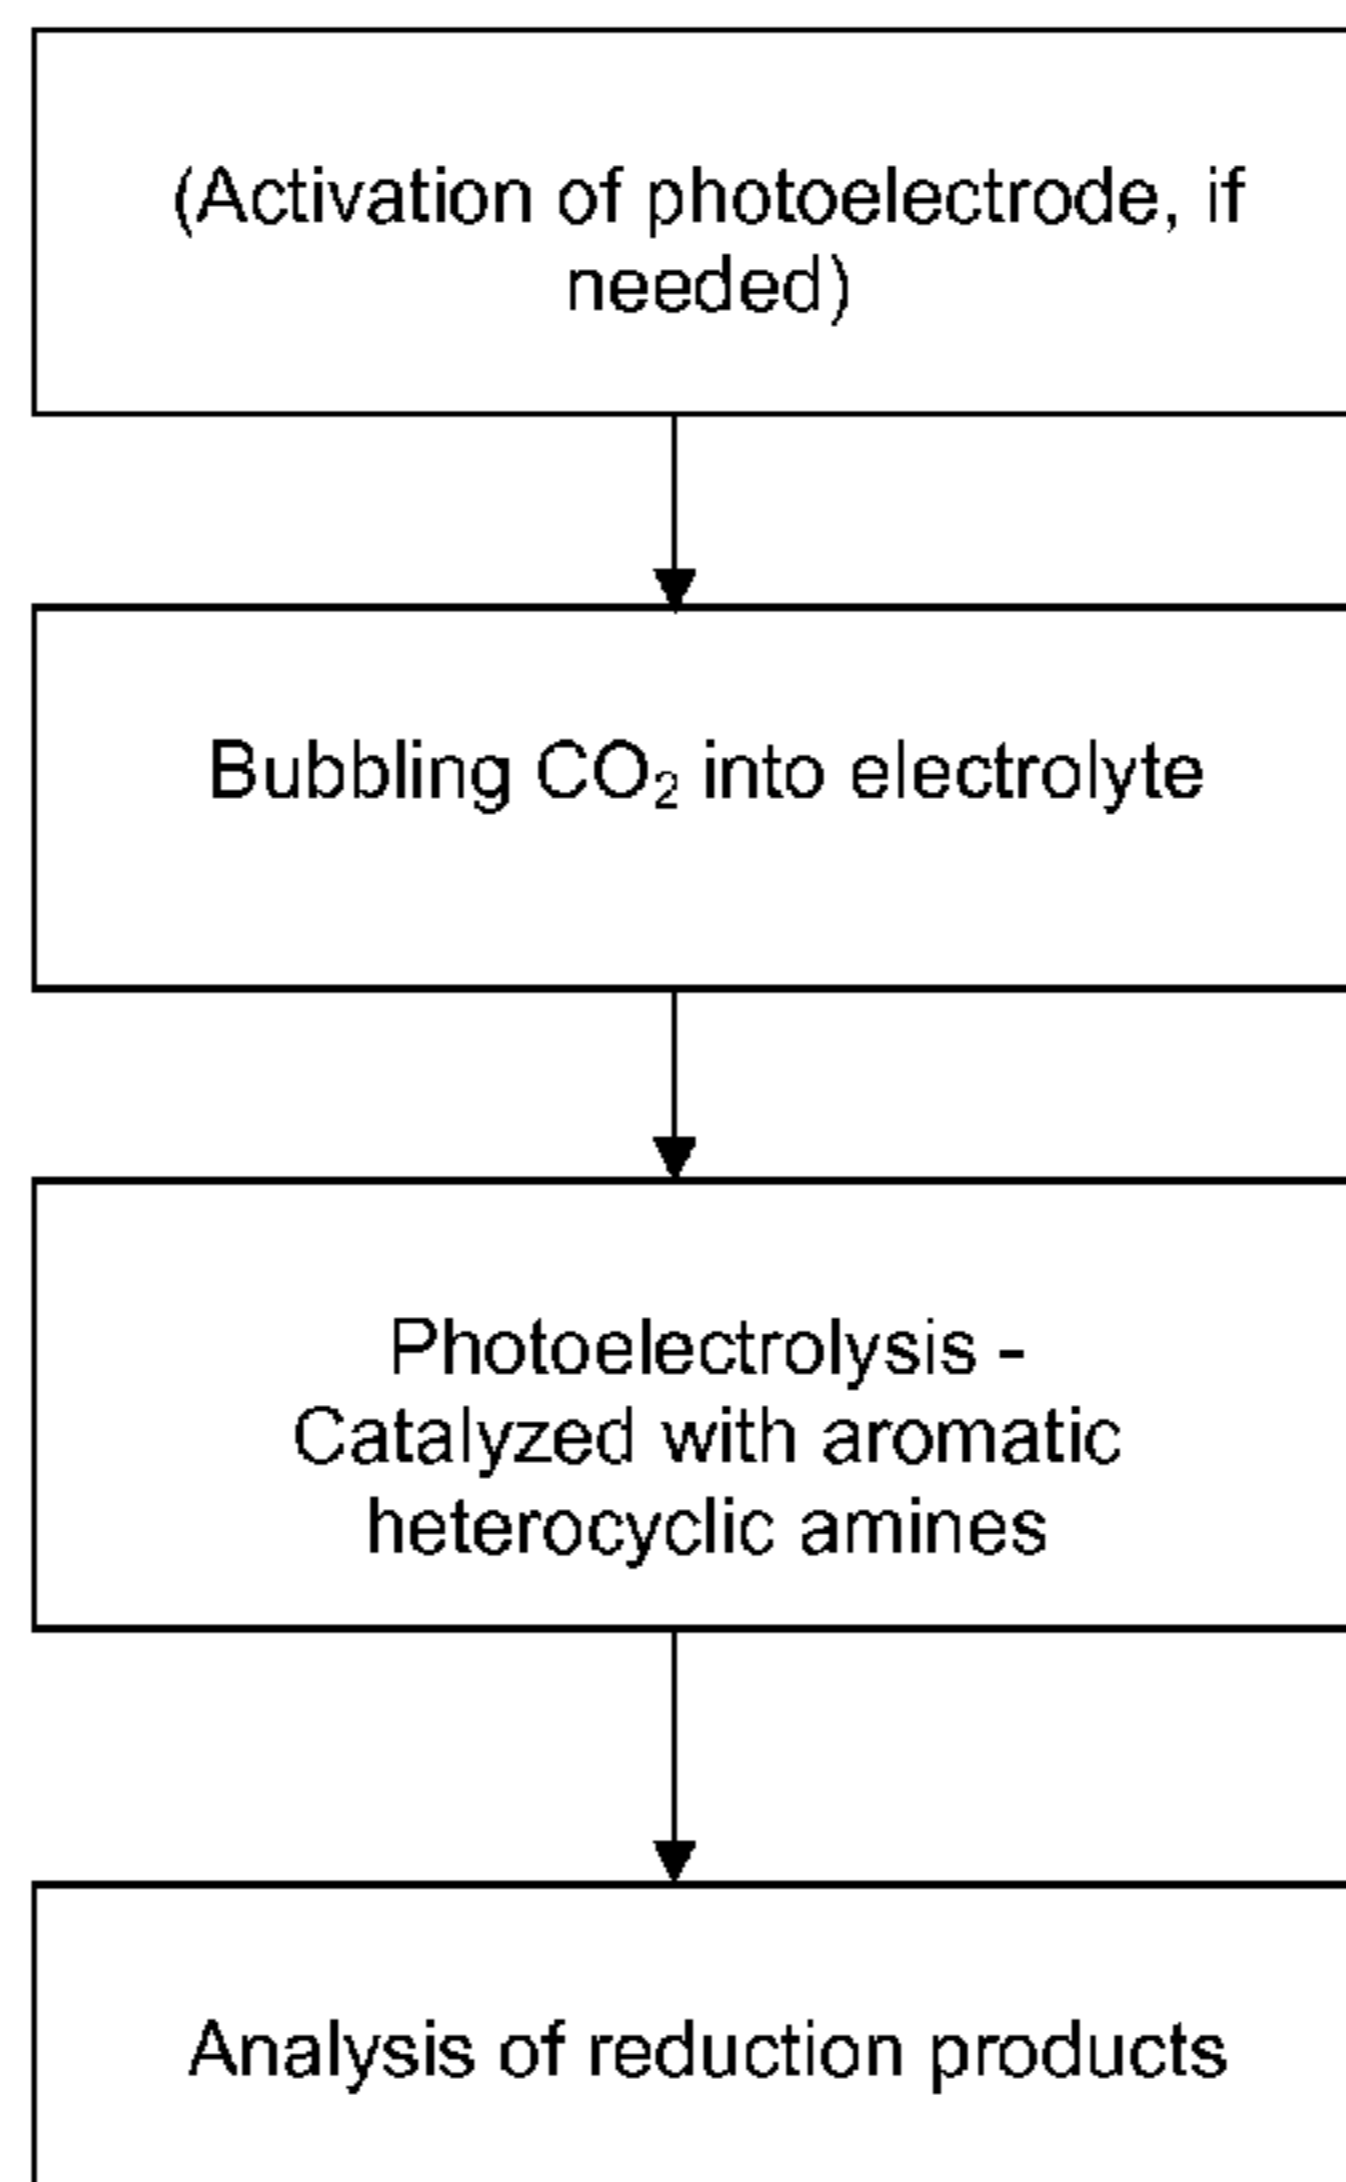 (Activation of photoelectrode, if
needed)
Bubbling CO₂ into electrolyte
Photoelectrolysis -
Catalyzed with aromatic
heterocyclic amines
Analysis of reduction products